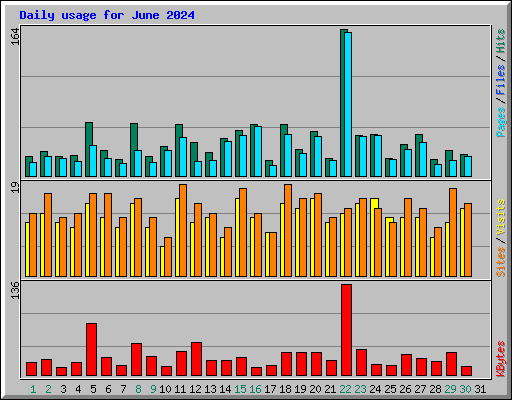 Daily usage for June 2024
164
Pages / Files / Hits
19
Sites / Visits
136
KBytes
1 2 3 4 5 6 7 8 9 10 11 12 13 14 15 16 17 18 19 20 21 22 23 24 25 26 27 28 29 30 31